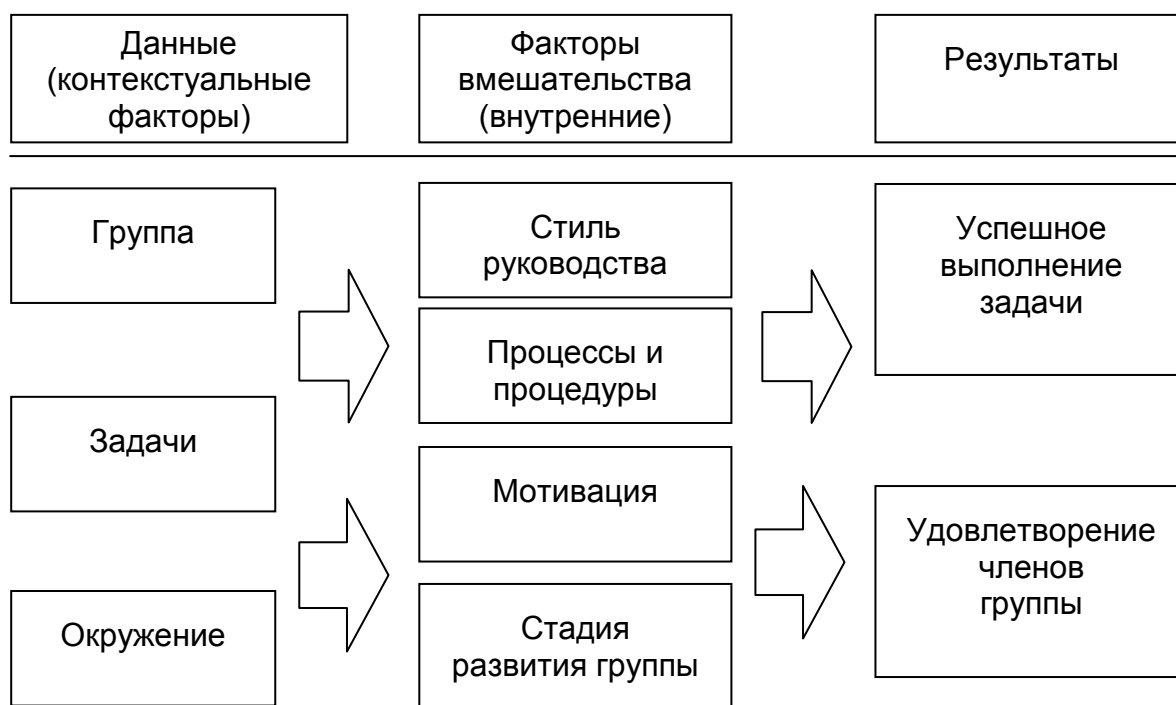 Данные
(контекстуальные
факторы)
Факторы
вмешательства
(внутренние)
Результаты
Группа
Задачи
Окружение
Стиль
руководства
Процессы и
процедуры
Мотивация
Стадия
развития группы
Успешное
выполнение
задачи
Удовлетворение
членов
группы